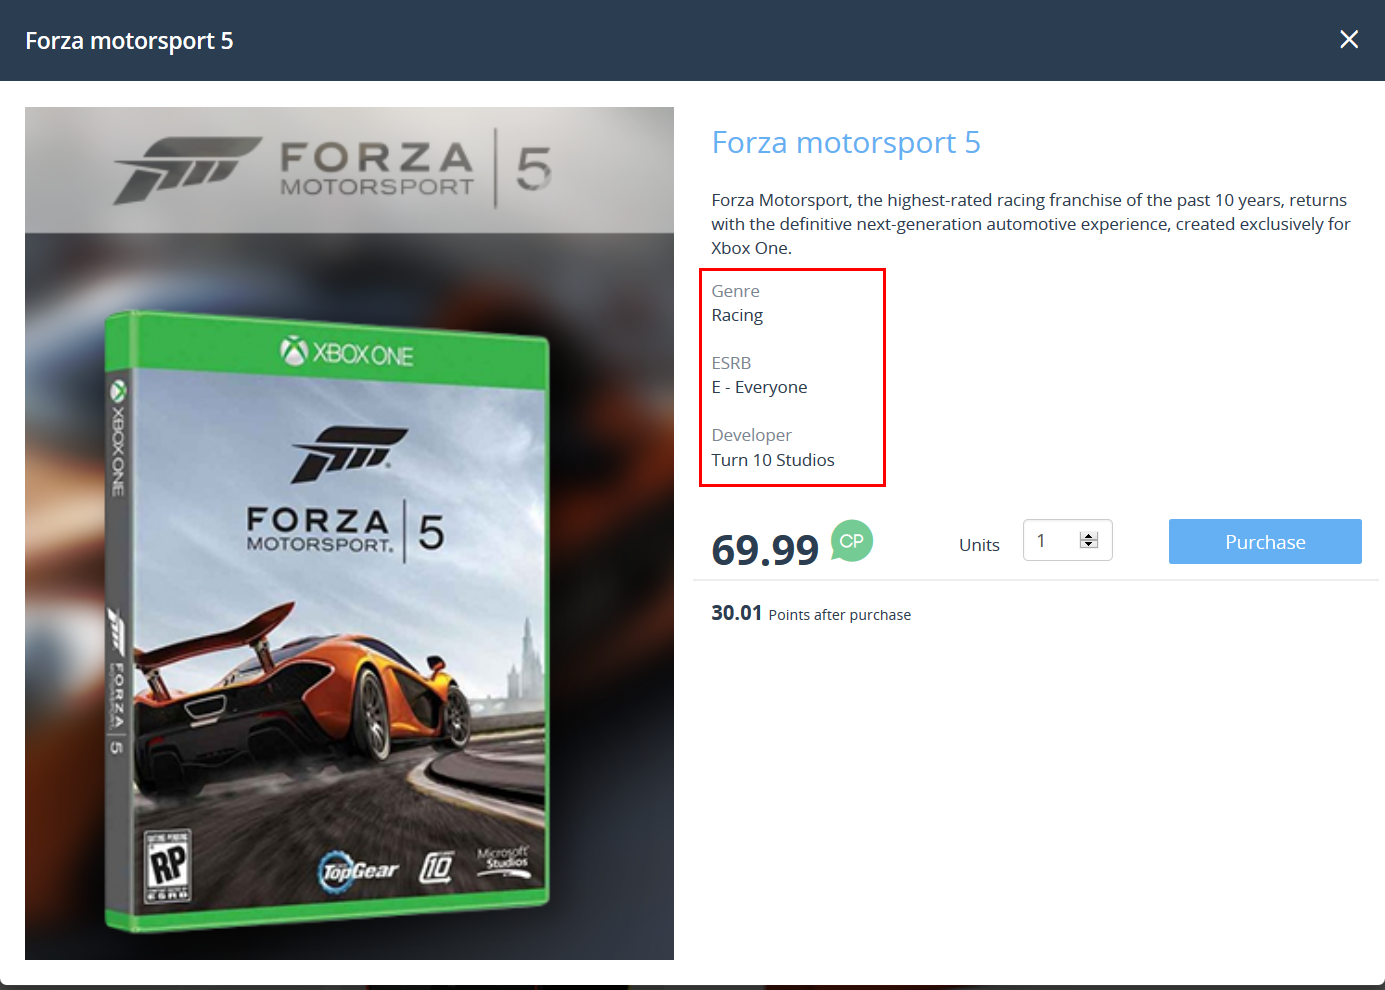 Forza motorsport 5
FORZA
MOTORSPORT
5
XBOX ONE
XBOX ONE
FORZA
MOTORSPORT.
5
FORZA
MOTORSPORT
5
RATING PENDING
RP
ESRB
TopGear
10
Microsoft
Studios
Forza motorsport 5
Forza Motorsport, the highest-rated racing franchise of the past 10 years, returns
with the definitive next-generation automotive experience, created exclusively for
Xbox One.
Genre
Racing
ESRB
E - Everyone
Developer
Turn 10 Studios
69.99 CP
Units 1
Purchase
30.01 Points after purchase